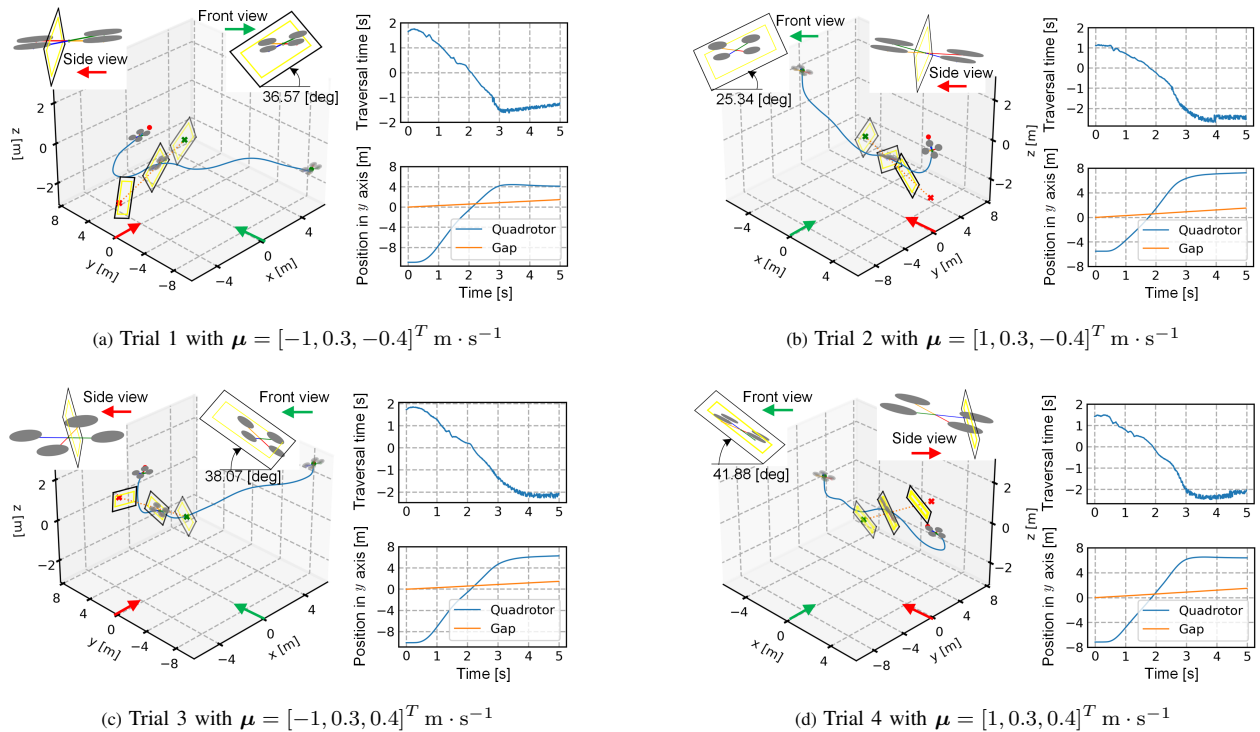 Side view
Front view
36.57 [deg]
z [m]
2
0
−2
8
4
0
−4
−8
y [m]
−4
0
4
x [m]
Traversal time [s]
2
1
0
−1
−2
0 1 2 3 4 5
Position in y axis [m]
8
4
0
−4
−8
Quadrotor
Gap
0 1 2 3 4 5
Time [s]
(a) Trial 1 with μ = [−1, 0.3, −0.4]^T m · s^−1
Front view
25.34 [deg]
Side view
z [m]
2
0
−2
−4
0
4
x [m]
−8
−4
0
4
8
y [m]
Traversal time [s]
2
1
0
−1
−2
0 1 2 3 4 5
Position in y axis [m]
8
4
0
−4
−8
Quadrotor
Gap
0 1 2 3 4 5
Time [s]
(b) Trial 2 with μ = [1, 0.3, −0.4]^T m · s^−1
Side view
Front view
38.07 [deg]
z [m]
2
0
−2
8
4
0
−4
−8
y [m]
−4
0
4
x [m]
Traversal time [s]
2
1
0
−1
−2
0 1 2 3 4 5
Position in y axis [m]
8
4
0
−4
−8
Quadrotor
Gap
0 1 2 3 4 5
Time [s]
(c) Trial 3 with μ = [−1, 0.3, 0.4]^T m · s^−1
Front view
41.88 [deg]
Side view
z [m]
2
0
−2
−4
0
4
x [m]
−8
−4
0
4
8
y [m]
Traversal time [s]
2
1
0
−1
−2
0 1 2 3 4 5
Position in y axis [m]
8
4
0
−4
−8
Quadrotor
Gap
0 1 2 3 4 5
Time [s]
(d) Trial 4 with μ = [1, 0.3, 0.4]^T m · s^−1